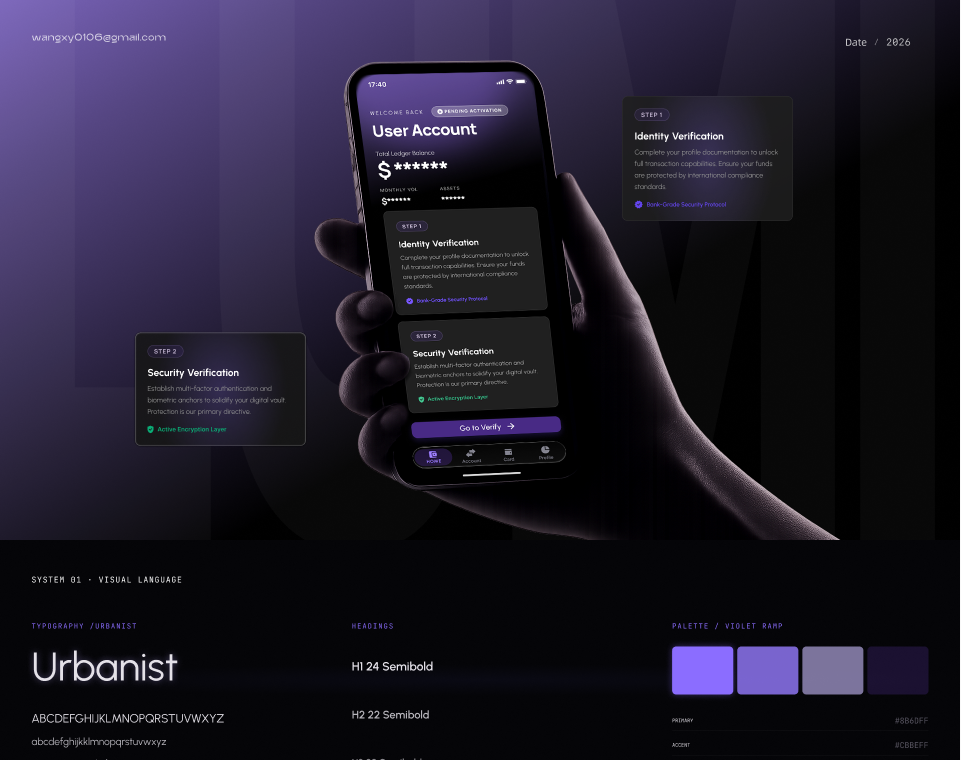 wangxy0106@gmail.com
Date / 2026
17:40
WELCOME BACK
PENDING ACTIVATION
User Account
Total Ledger Balance
$ ******
MONTHLY VOL
ASSETS
$******
******
STEP 1
Identity Verification
Complete your profile documentation to unlock
full transaction capabilities. Ensure your funds
are protected by international compliance
standards.
Bank-Grade Security Protocol
STEP 2
Security Verification
Establish multi-factor authentication and
biometric anchors to solidify your digital vault.
Protection is our primary directive.
Active Encryption Layer
Go to Verify
HOME
Account
Card
Profile
STEP 1
Identity Verification
Complete your profile documentation to unlock
full transaction capabilities. Ensure your funds
are protected by international compliance
standards.
Bank-Grade Security Protocol
STEP 2
Security Verification
Establish multi-factor authentication and
biometric anchors to solidify your digital vault.
Protection is our primary directive.
Active Encryption Layer
SYSTEM 01 · VISUAL LANGUAGE
TYPOGRAPHY /URBANIST
Urbanist
ABCDEFGHIJKLMNOPQRSTUVWXYZ
abcdefghijkklmnopqrstuvwxyz
HEADINGS
H1 24 Semibold
H2 22 Semibold
PALETTE / VIOLET RAMP
PRIMARY
#8B6DFF
ACCENT
#CBBEFF